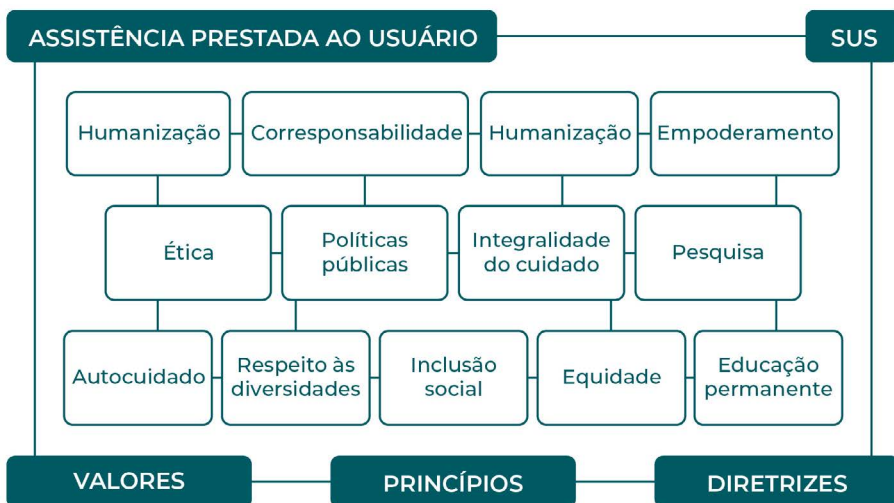 ASSISTÊNCIA PRESTADA AO USUÁRIO
SUS
Humanização
Corresponsabilidade
Humanização
Empoderamento
Ética
Políticas
públicas
Integralidade
do cuidado
Pesquisa
Autocuidado
Respeito às
diversidades
Inclusão
social
Equidade
Educação
permanente
VALORES
PRINCÍPIOS
DIRETRIZES